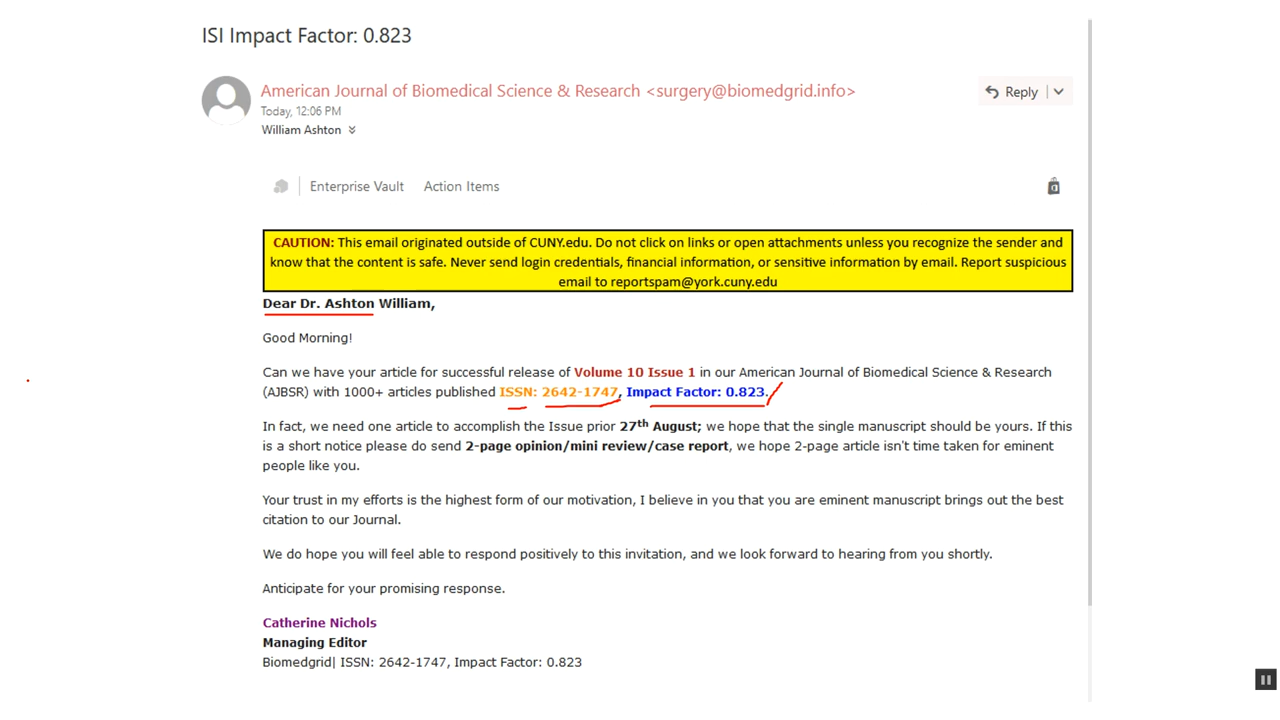 ISI Impact Factor: 0.823
American Journal of Biomedical Science & Research <surgery@biomedgrid.info>
Reply
Today, 12:06 PM
William Ashton
Enterprise Vault Action Items
CAUTION: This email originated outside of CUNY.edu. Do not click on links or open attachments unless you recognize the sender and
know that the content is safe. Never send login credentials, financial information, or sensitive information by email. Report suspicious
email to reportspam@york.cuny.edu
Dear Dr. Ashton William,
Good Morning!
Can we have your article for successful release of Volume 10 Issue 1 in our American Journal of Biomedical Science & Research
(AJBSR) with 1000+ articles published ISSN: 2642-1747, Impact Factor: 0.823.
In fact, we need one article to accomplish the Issue prior 27th August; we hope that the single manuscript should be yours. If this
is a short notice please do send 2-page opinion/mini review/case report, we hope 2-page article isn't time taken for eminent
people like you.
Your trust in my efforts is the highest form of our motivation, I believe in you that you are eminent manuscript brings out the best
citation to our Journal.
We do hope you will feel able to respond positively to this invitation, and we look forward to hearing from you shortly.
Anticipate for your promising response.
Catherine Nichols
Managing Editor
Biomedgrid| ISSN: 2642-1747, Impact Factor: 0.823